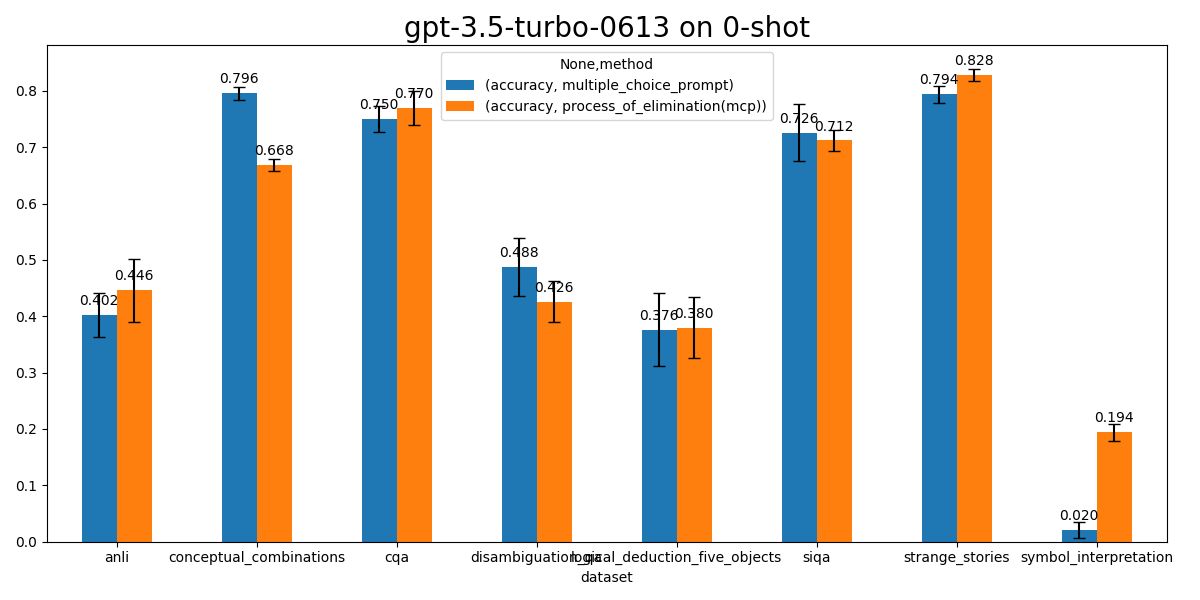 gpt-3.5-turbo-0613 on 0-shot
None,method
(accuracy, multiple_choice_prompt)
(accuracy, process_of_elimination(mcp))
0.8
0.7
0.6
0.5
0.4
0.3
0.2
0.1
0.0
0.402
0.446
0.796
0.668
0.750
0.770
0.488
0.426
0.376
0.380
0.726
0.712
0.794
0.828
0.020
0.194
anli
conceptual_combinations
cqa
disambiguation_qa
logical_deduction_five_objects
siqa
strange_stories
symbol_interpretation
dataset